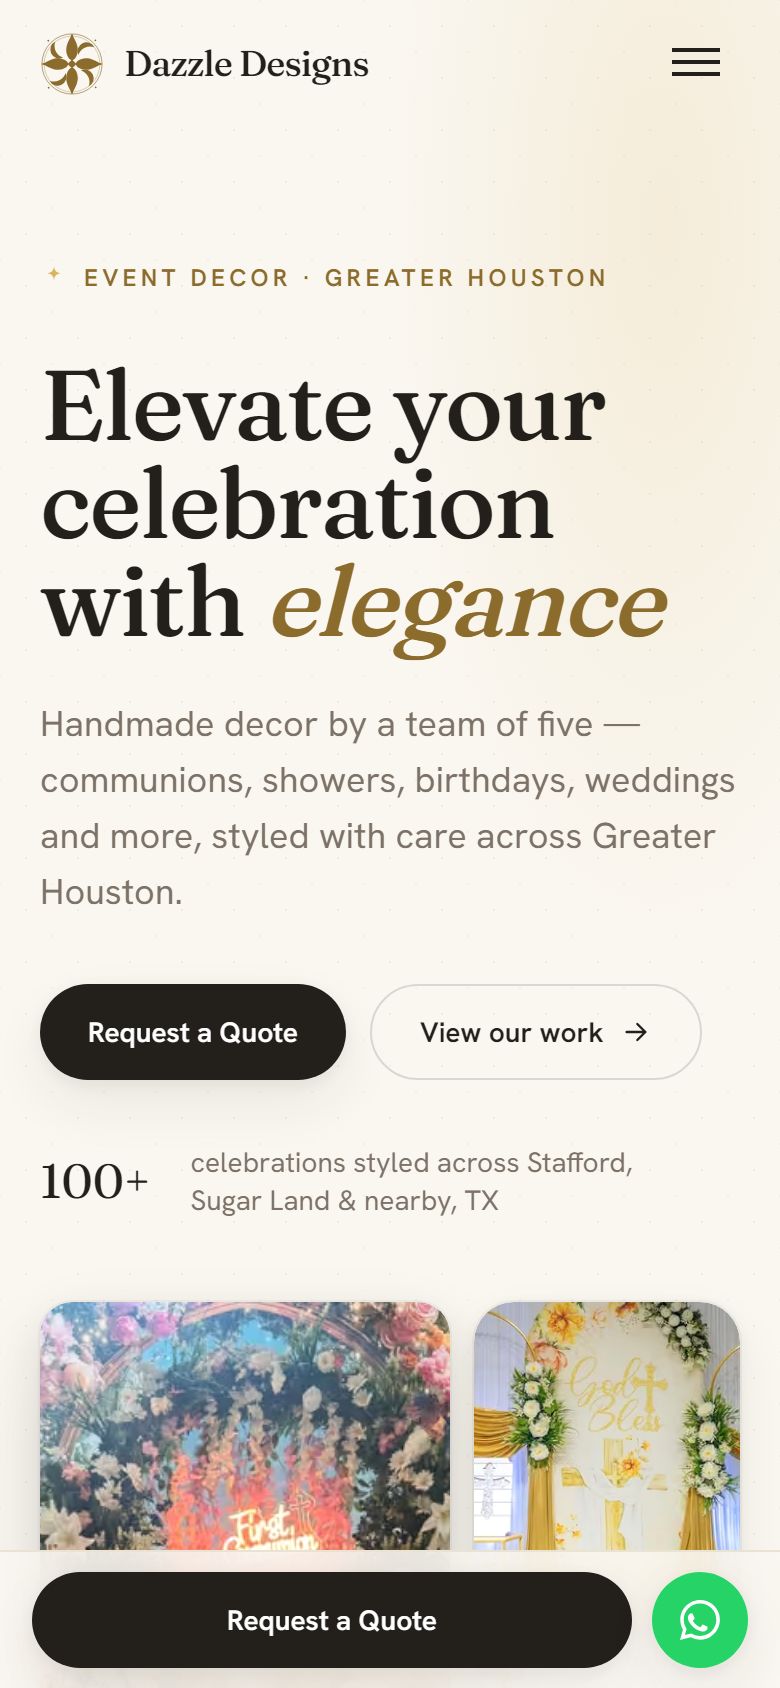 Dazzle Designs
EVENT DECOR · GREATER HOUSTON
Elevate your
celebration
with elegance
Handmade decor by a team of five —
communions, showers, birthdays, weddings
and more, styled with care across Greater
Houston.
Request a Quote
View our work →
100+
celebrations styled across Stafford,
Sugar Land & nearby, TX
God
Bless
First
Communion
Request a Quote